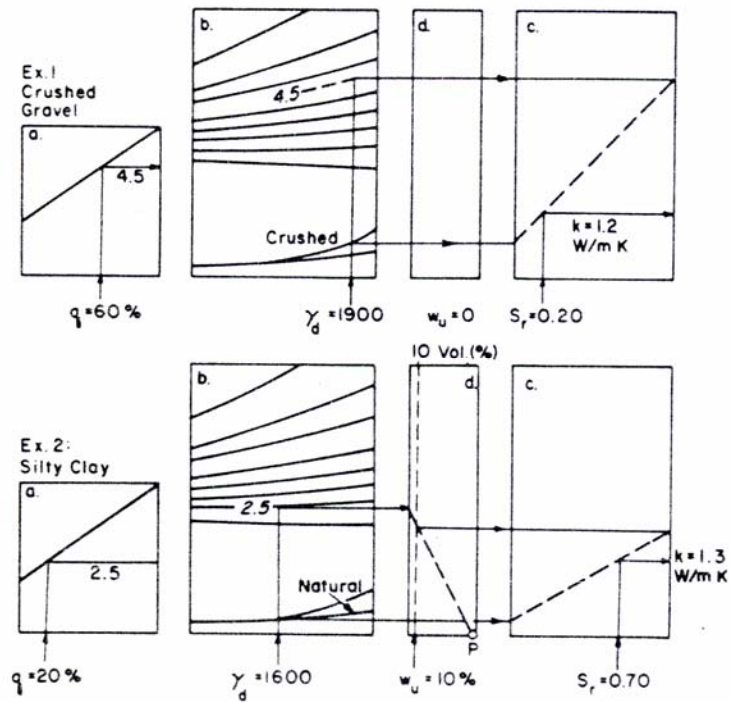 Ex. 1
Crushed
Gravel
a.
4.5
q = 60 %
b.
4.5
Crushed
γd = 1900
d.
wu = 0
c.
k = 1.2
W/m K
Sr = 0.20
Ex. 2:
Silty Clay
a.
2.5
q = 20 %
b.
2.5
Natural
γd = 1600
10 Vol. (%)
d.
P
wu = 10 %
c.
k = 1.3
W/m K
Sr = 0.70